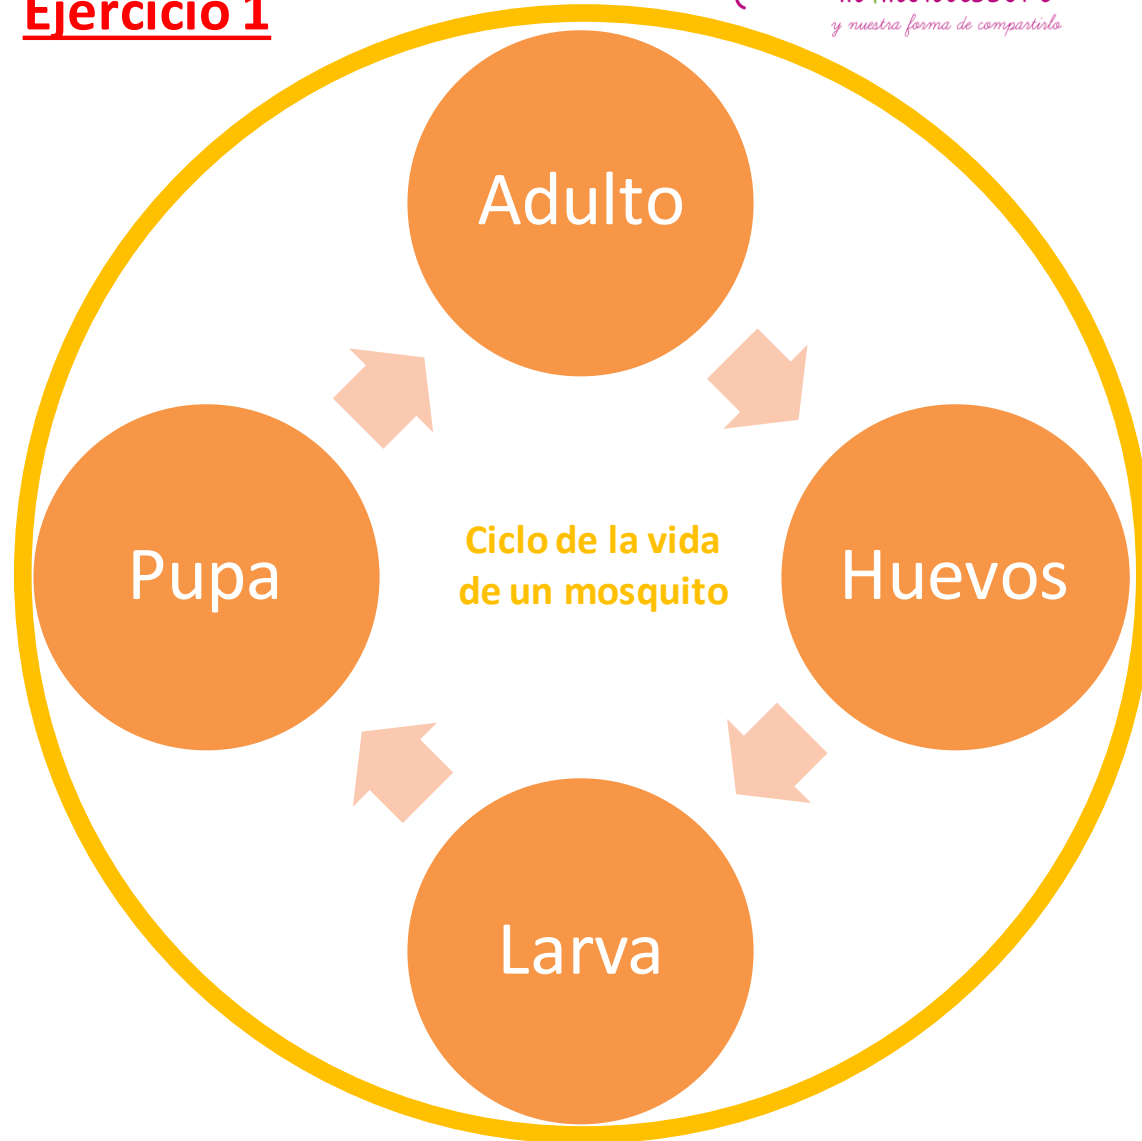 Ejercicio 1
y nuestra forma de compartirlo
Adulto
Pupa
Ciclo de la vida
de un mosquito
Huevos
Larva